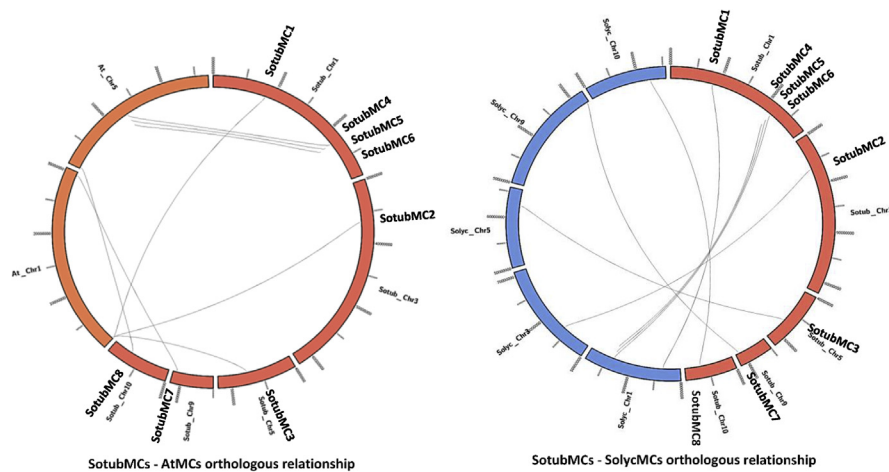 SotubMC1
Sotub_Chr1
SotubMC4
SotubMC5
SotubMC6
SotubMC2
Sotub_Chr3
SotubMC3
Sotub_Chr5
SotubMC7
Sotub_Chr9
SotubMC8
Sotub_Chr10
At_Chr1
At_Chr5
SotubMCs - AtMCs orthologous relationship
SotubMC1
Sotub_Chr1
SotubMC4
SotubMC5
SotubMC6
SotubMC2
SotubMC3
Sotub_Chr5
SotubMC7
Sotub_Chr9
SotubMC8
Sotub_Chr10
Solyc_Chr1
Solyc_Chr3
Solyc_Chr5
Solyc_Chr9
Solyc_Chr10
SotubMCs - SolycMCs orthologous relationship